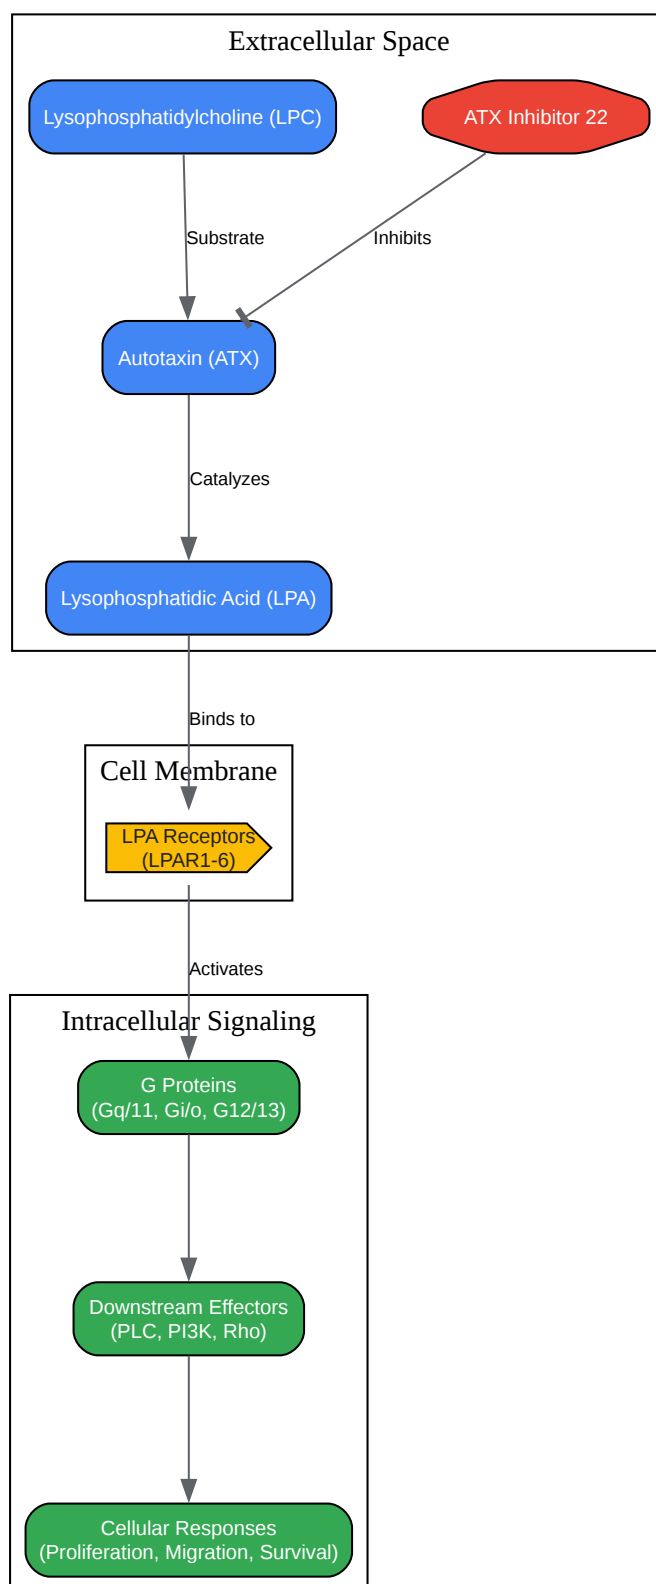 Extracellular Space
Lysophosphatidylcholine (LPC)
ATX Inhibitor 22
Substrate
Inhibits
Autotaxin (ATX)
Catalyzes
Lysophosphatidic Acid (LPA)
Binds to
Cell Membrane
LPA Receptors
(LPAR1-6)
Activates
Intracellular Signaling
G Proteins
(Gq/11, Gi/o, G12/13)
Downstream Effectors
(PLC, PI3K, Rho)
Cellular Responses
(Proliferation, Migration, Survival)